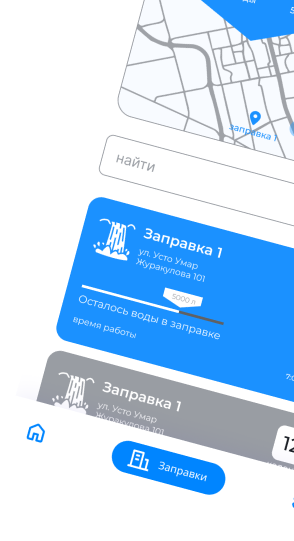 заправка 1
найти
Заправка 1
ул. Усто Умар
Журакулова 101
5000 л
Осталось воды в заправке
время работы
Заправка 1
ул. Усто Умар
Журакулова 101
Заправки